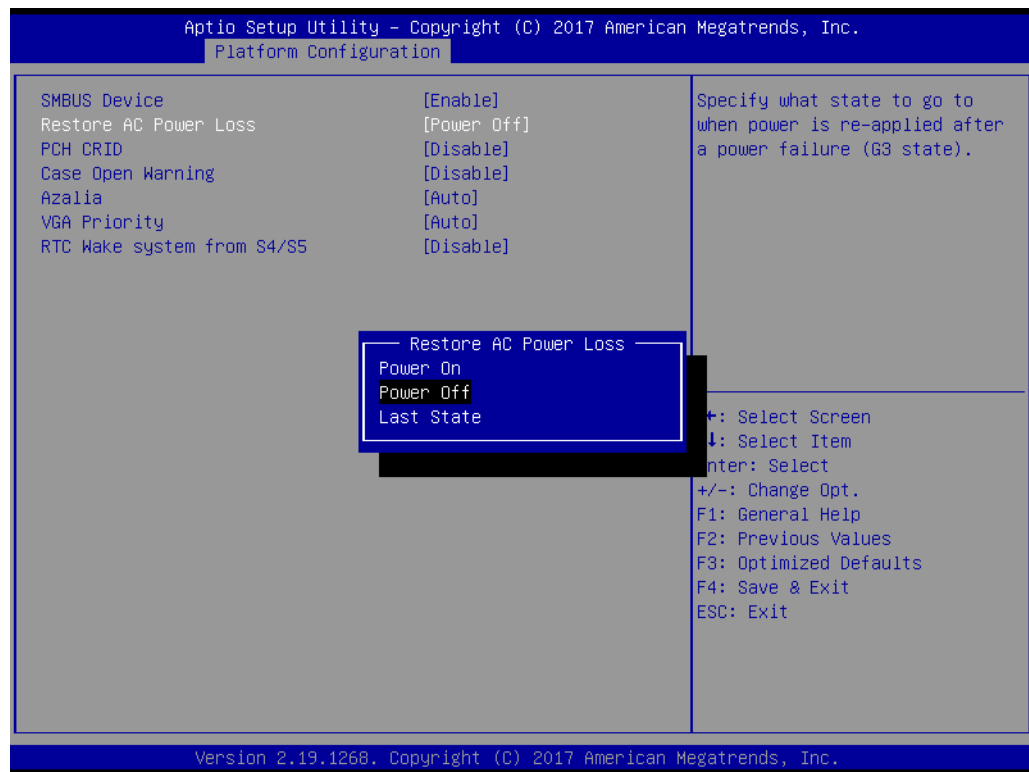 Aptio Setup Utility – Copyright (C) 2017 American Megatrends, Inc.
Platform Configuration
SMBUS Device [Enable]
Restore AC Power Loss [Power Off]
PCH CRID [Disable]
Case Open Warning [Disable]
Azalia [Auto]
VGA Priority [Auto]
RTC Wake system from S4/S5 [Disable]
Specify what state to go to
when power is re-applied after
a power failure (G3 state).
Restore AC Power Loss
Power On
Power Off
Last State
: Select Screen
↓: Select Item
nter: Select
+/-: Change Opt.
F1: General Help
F2: Previous Values
F3: Optimized Defaults
F4: Save & Exit
ESC: Exit
Version 2.19.1268. Copyright (C) 2017 American Megatrends, Inc.